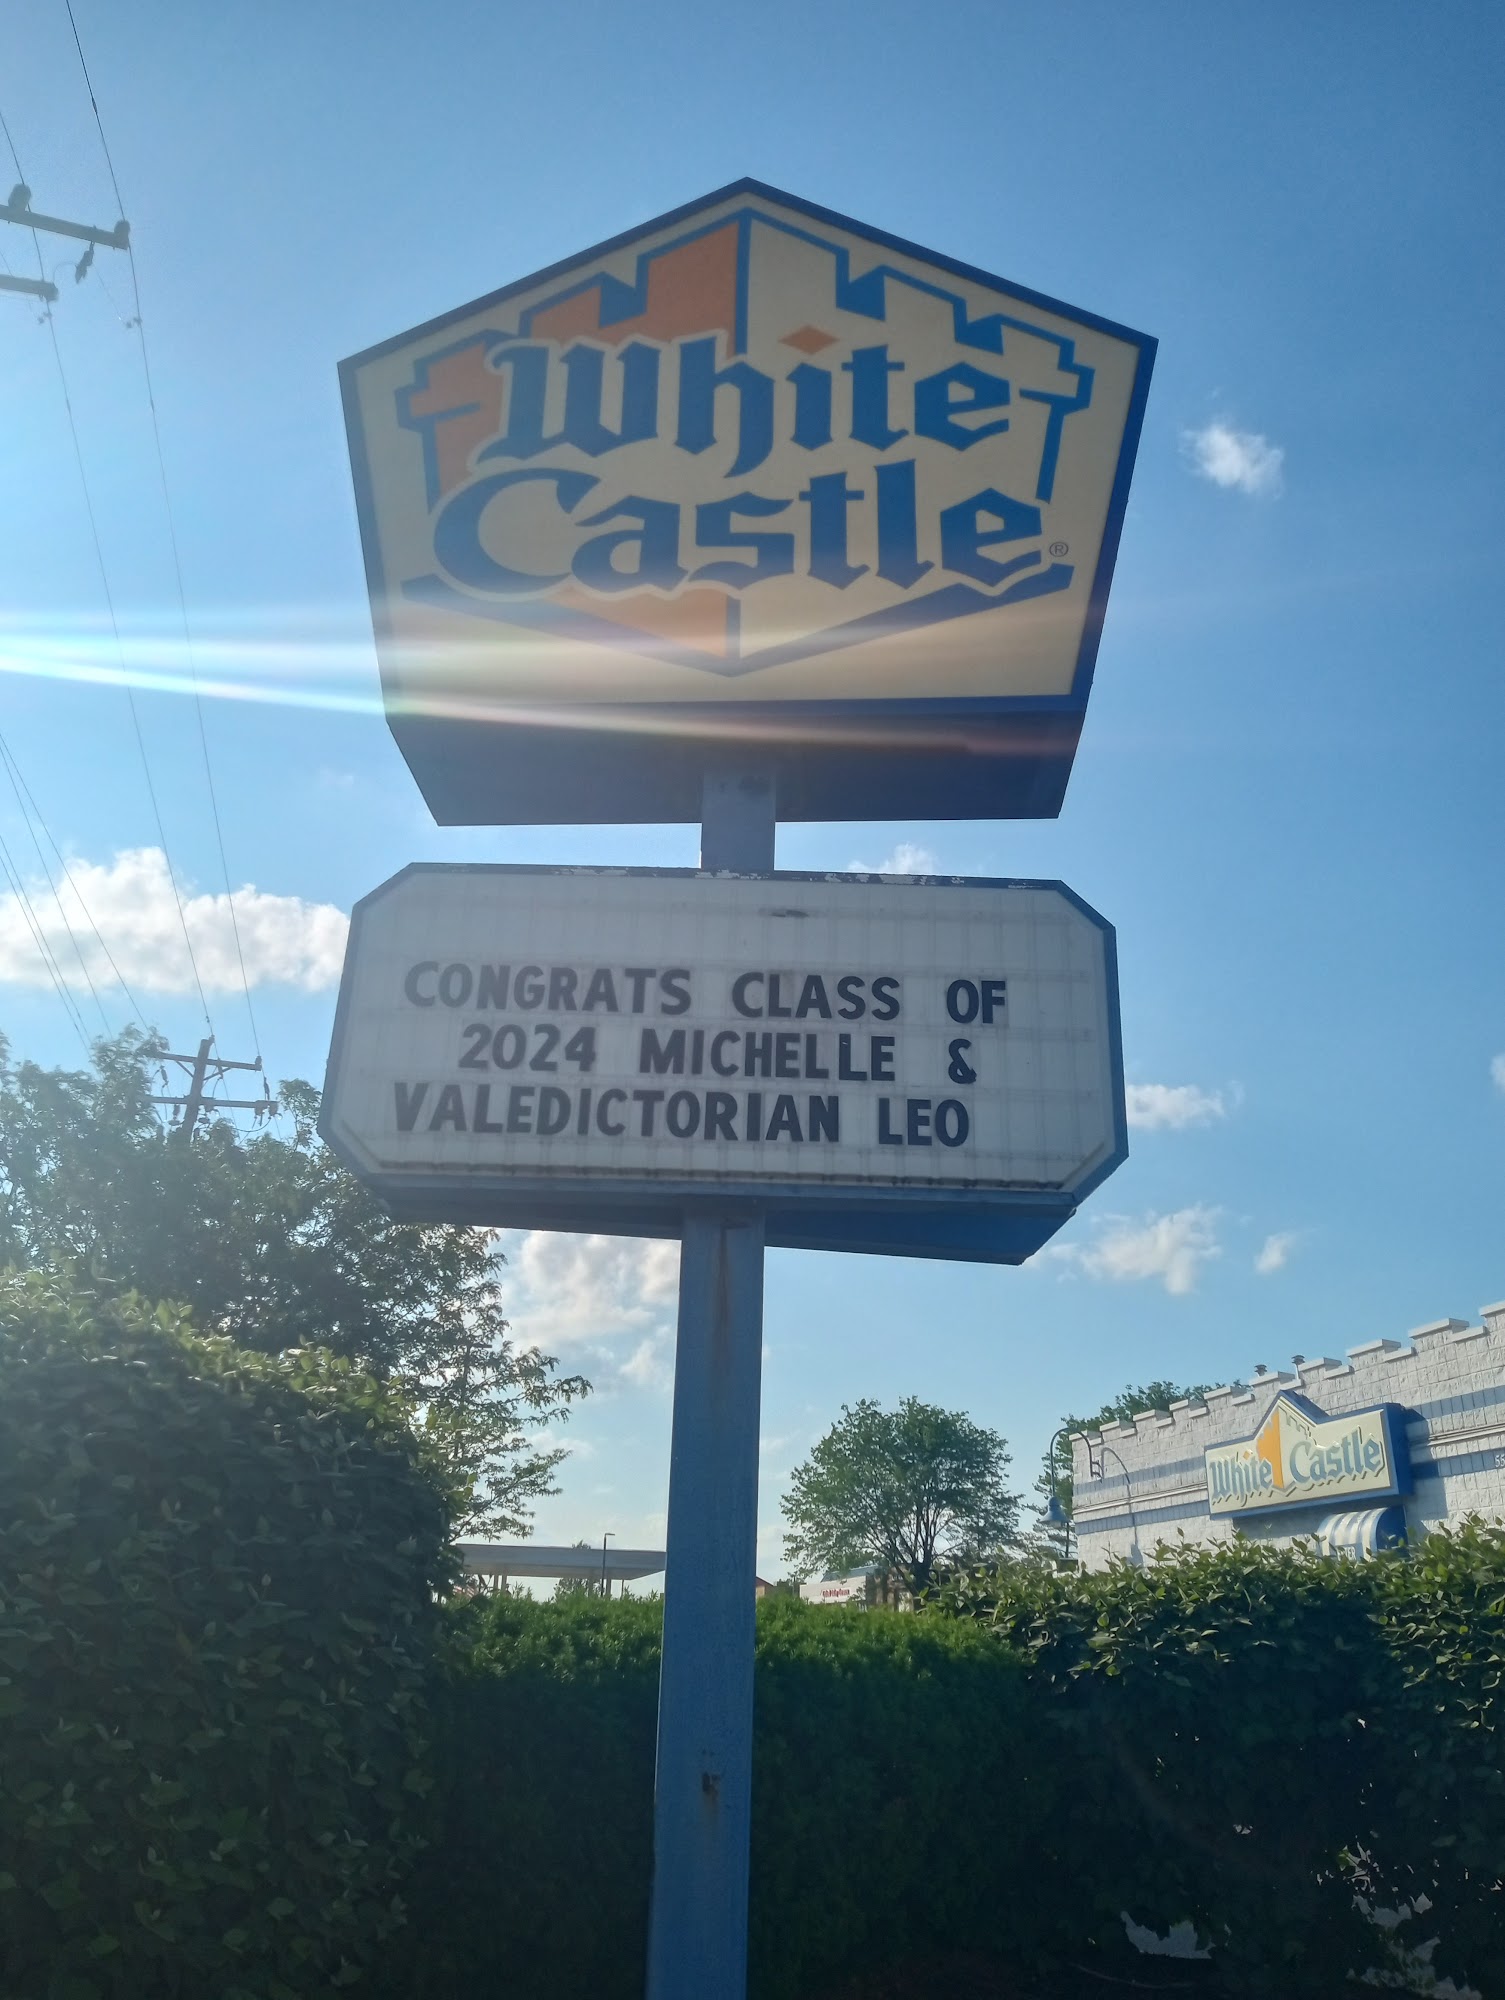 White
Castle®
CONGRATS CLASS OF
2024 MICHELLE &
VALEDICTORIAN LEO
White Castle